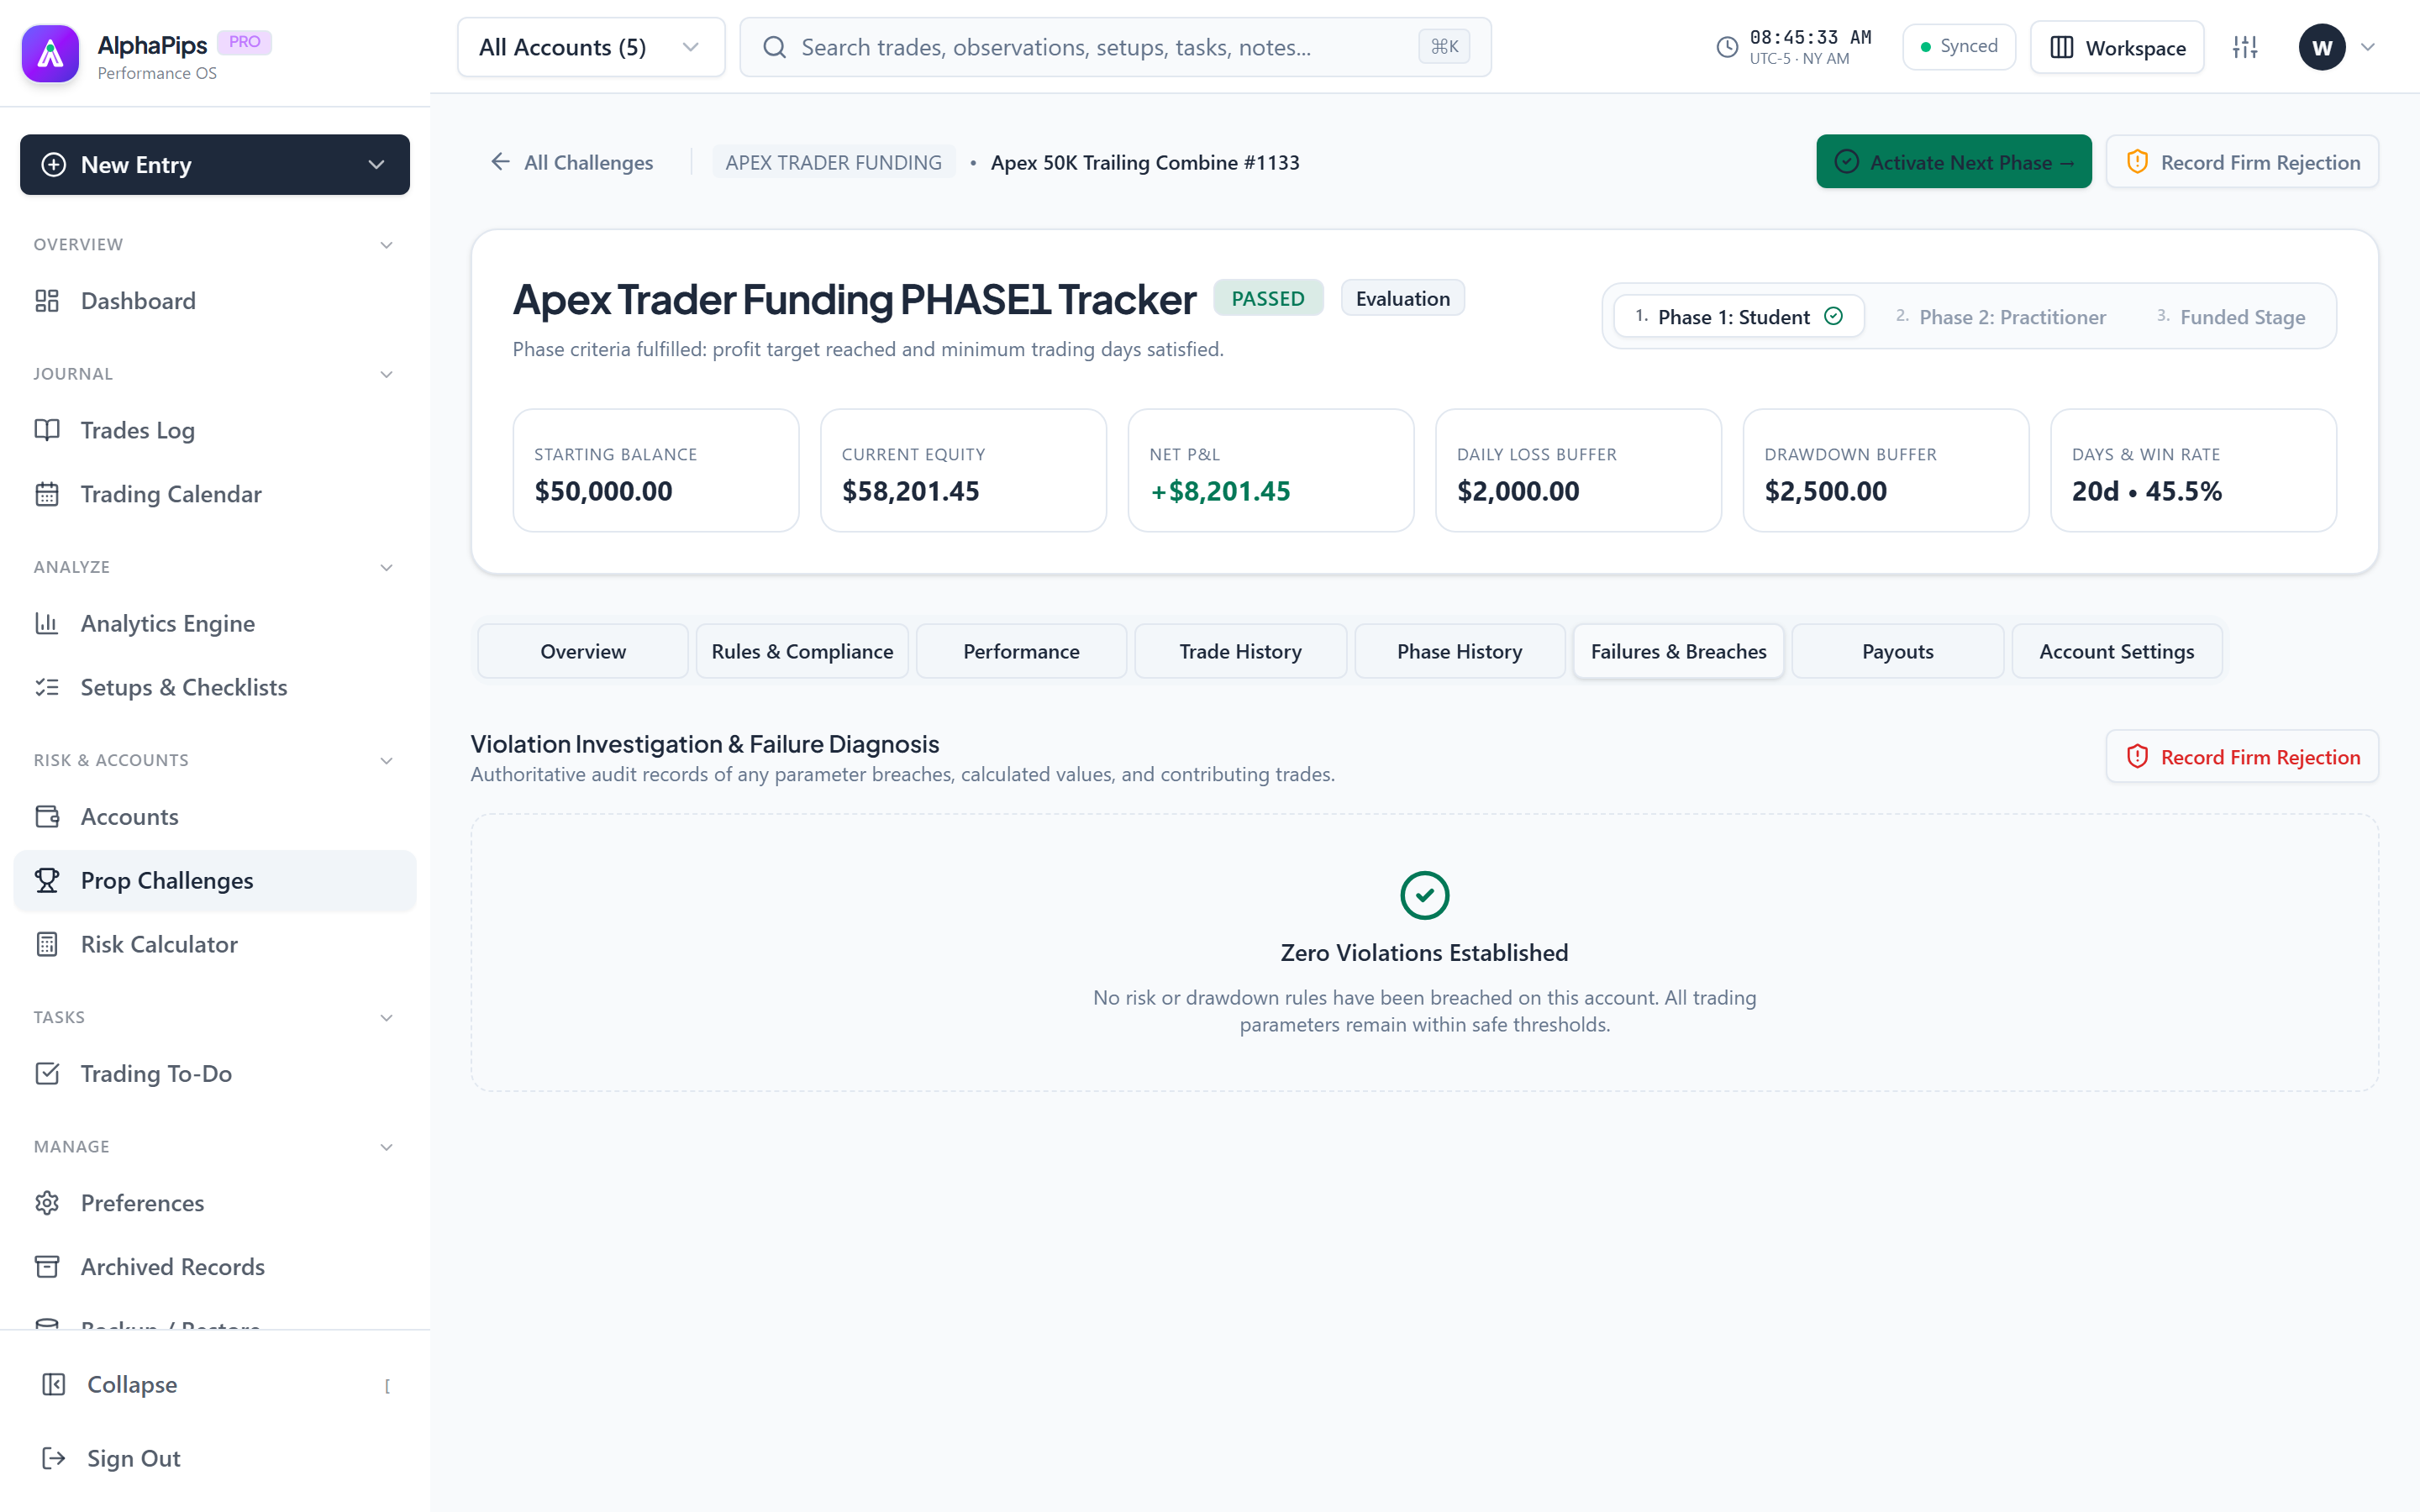 AlphaPips PRO
Performance OS
All Accounts (5)
Search trades, observations, setups, tasks, notes...
⌘K
08:45:33 AM
UTC-5 · NY AM
Synced
Workspace
W
New Entry
OVERVIEW
Dashboard
JOURNAL
Trades Log
Trading Calendar
ANALYZE
Analytics Engine
Setups & Checklists
RISK & ACCOUNTS
Accounts
Prop Challenges
Risk Calculator
TASKS
Trading To-Do
MANAGE
Preferences
Archived Records
Backup / Restore
Collapse [
Sign Out
All Challenges
APEX TRADER FUNDING • Apex 50K Trailing Combine #1133
Activate Next Phase →
Record Firm Rejection
Apex Trader Funding PHASE1 Tracker PASSED Evaluation
Phase criteria fulfilled: profit target reached and minimum trading days satisfied.
1. Phase 1: Student
2. Phase 2: Practitioner
3. Funded Stage
STARTING BALANCE
$50,000.00
CURRENT EQUITY
$58,201.45
NET P&L
+$8,201.45
DAILY LOSS BUFFER
$2,000.00
DRAWDOWN BUFFER
$2,500.00
DAYS & WIN RATE
20d • 45.5%
Overview
Rules & Compliance
Performance
Trade History
Phase History
Failures & Breaches
Payouts
Account Settings
Violation Investigation & Failure Diagnosis
Authoritative audit records of any parameter breaches, calculated values, and contributing trades.
Record Firm Rejection
Zero Violations Established
No risk or drawdown rules have been breached on this account. All trading
parameters remain within safe thresholds.